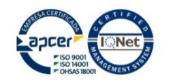 EMPRESA CERTIFICADA
apcer
ISO 9001
ISO 14001
OHSAS 18001
CERTIFIED
IQNet
MANAGEMENT SYSTEM